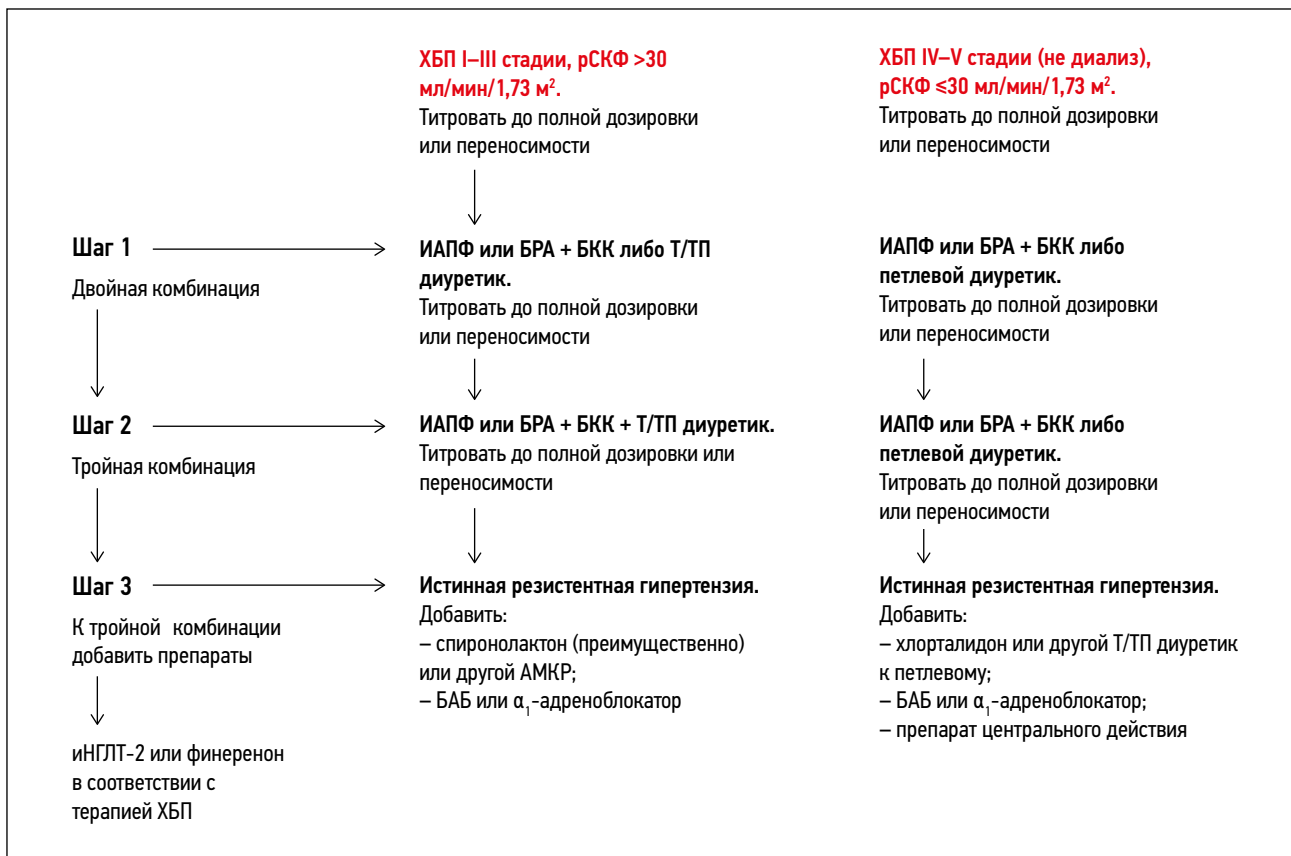 ХБП I–III стадии, рСКФ >30
мл/мин/1,73 м².
Титровать до полной дозировки
или переносимости
ХБП IV–V стадии (не диализ),
рСКФ ≤30 мл/мин/1,73 м².
Титровать до полной дозировки
или переносимости
Шаг 1
Двойная комбинация
ИАПФ или БРА + БКК либо Т/ТП
диуретик.
Титровать до полной дозировки
или переносимости
ИАПФ или БРА + БКК либо
петлевой диуретик.
Титровать до полной дозировки
или переносимости
Шаг 2
Тройная комбинация
ИАПФ или БРА + БКК + Т/ТП диуретик.
Титровать до полной дозировки или
переносимости
ИАПФ или БРА + БКК либо
петлевой диуретик.
Титровать до полной дозировки
или переносимости
Шаг 3
К тройной комбинации
добавить препараты
иНГЛТ-2 или финеренон
в соответствии с
терапией ХБП
Истинная резистентная гипертензия.
Добавить:
– спиронолактон (преимущественно)
или другой АМКР;
– БАБ или α₁-адреноблокатор
Истинная резистентная гипертензия.
Добавить:
– хлорталидон или другой Т/ТП диуретик
к петлевому;
– БАБ или α₁-адреноблокатор;
– препарат центрального действия